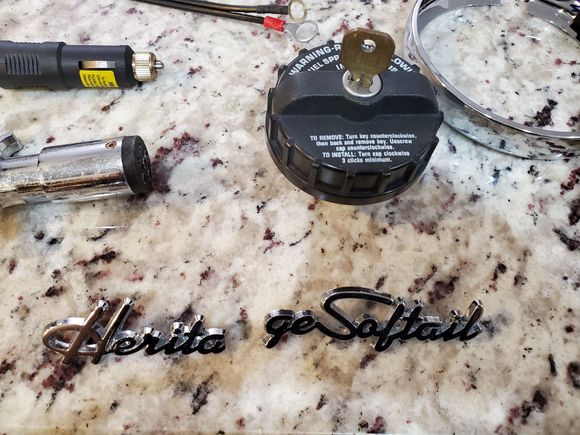 WARNING-R
TO REMOVE: Turn key counterclockwise,
then back and remove key. Unscrew
cap counterclockwise.
TO INSTALL: Turn cap clockwise
3 clicks minimum.
Herita geSoftail